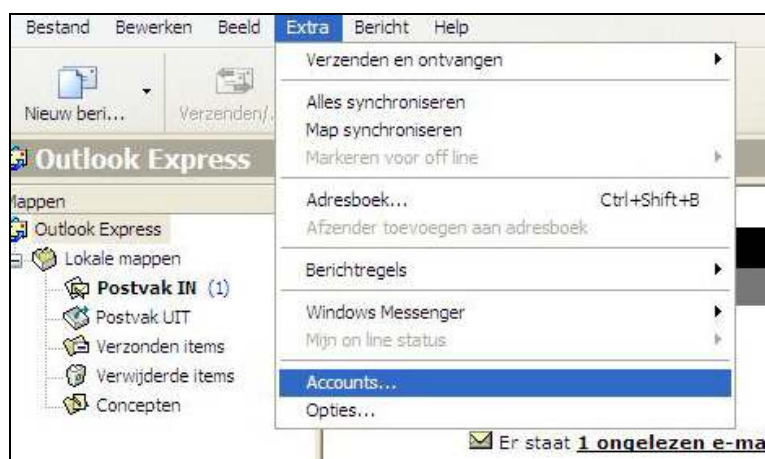 Bestand Bewerken Beeld Extra Bericht Help
Nieuw beri... Verzenden/.
Outlook Express
Mappen
Outlook Express
Lokale mappen
Postvak IN (1)
Postvak UIT
Verzonden items
Verwijderde items
Concepten
Verzenden en ontvangen
Alles synchroniseren
Map synchroniseren
Markeren voor off line
Adresboek... Ctrl+Shift+B
Afzender toevoegen aan adresboek
Berichtregels
Windows Messenger
Mijn on line status
Accounts...
Opties...
Er staat 1 ongelezen e-ma